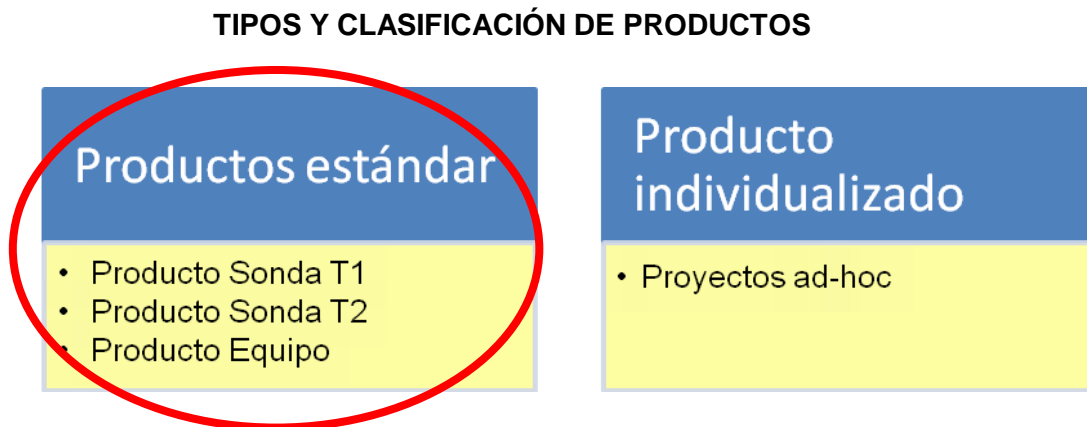 TIPOS Y CLASIFICACIÓN DE PRODUCTOS
Productos estándar
• Producto Sonda T1
• Producto Sonda T2
• Producto Equipo
Producto
individualizado
• Proyectos ad-hoc